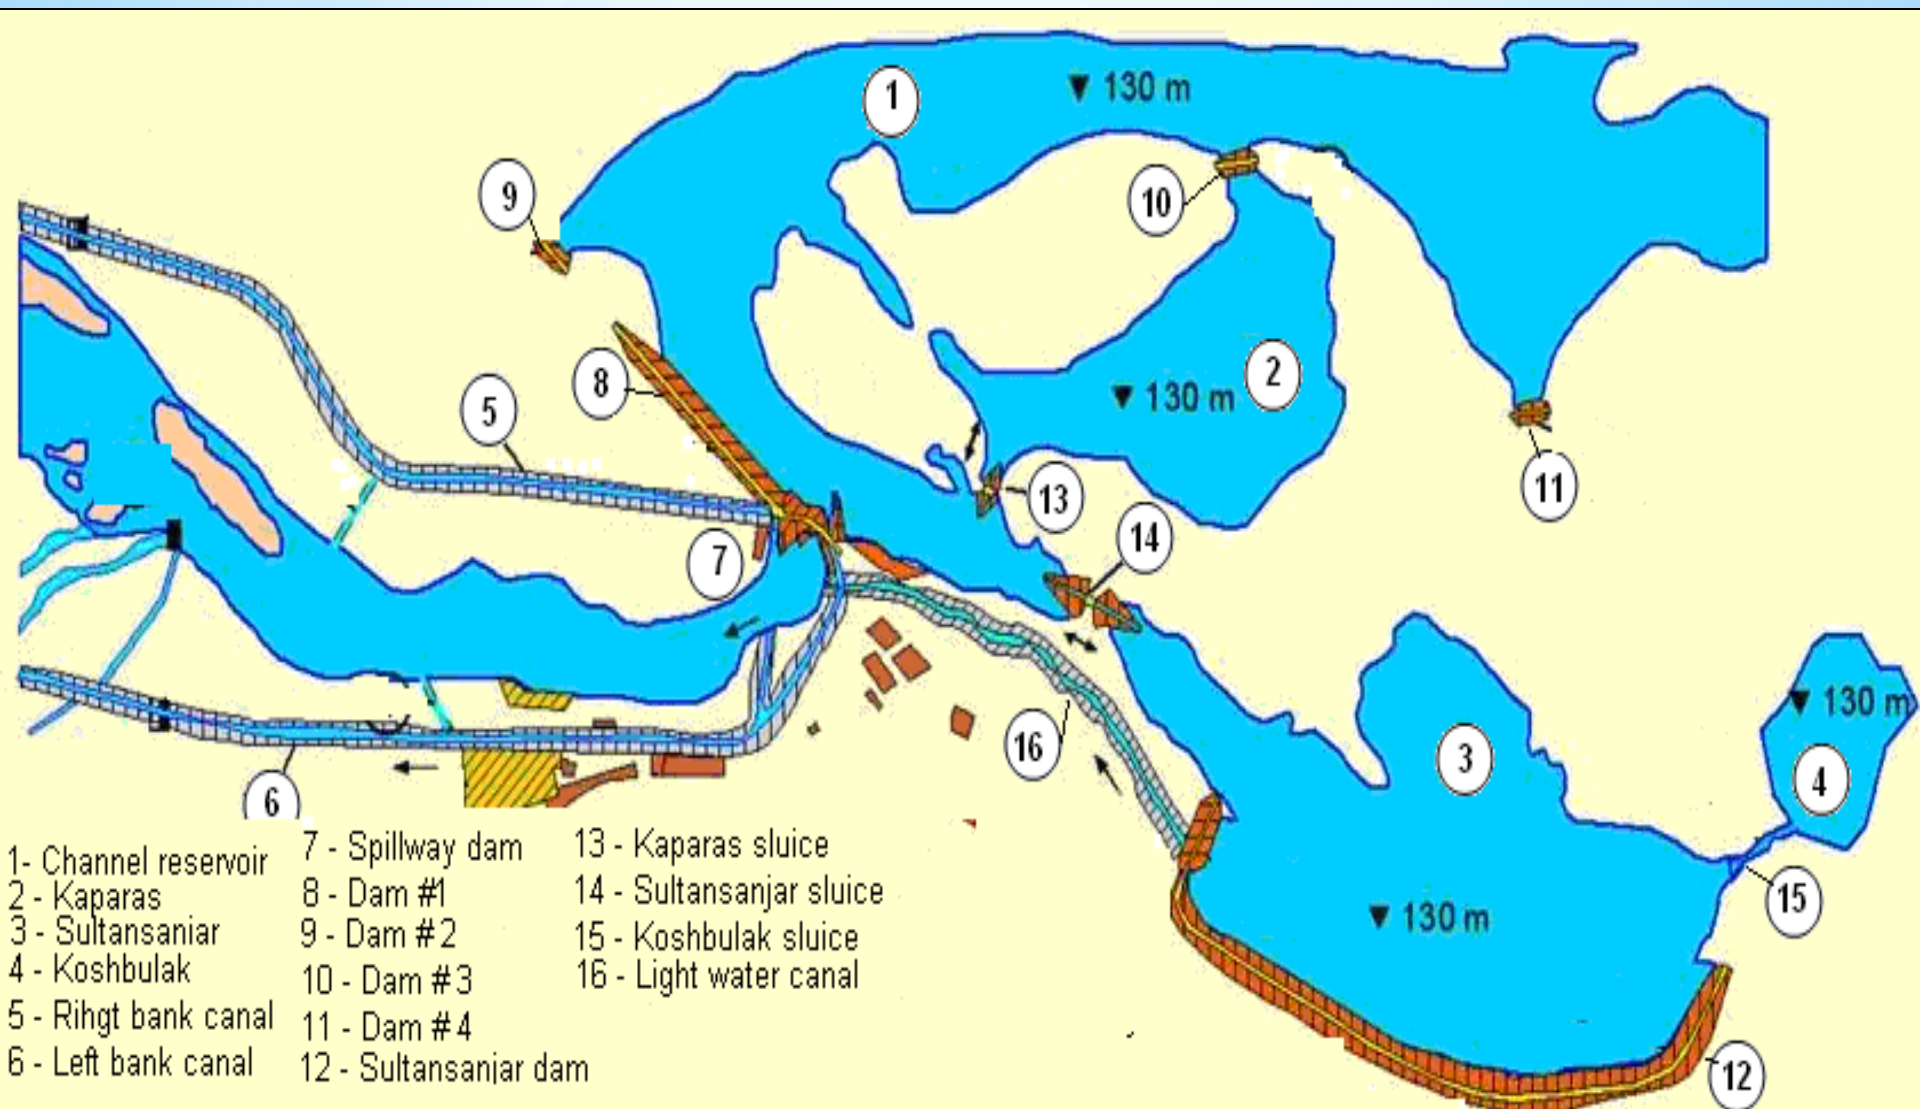 1
▼ 130 m
9
10
8
5
▼ 130 m
2
11
13
14
7
16
3
▼ 130 m
4
6
15
▼ 130 m
12
1- Channel reservoir
2 - Kaparas
3 - Sultansaniar
4 - Koshbulak
5 - Rihgt bank canal
6 - Left bank canal
7 - Spillway dam
8 - Dam #1
9 - Dam # 2
10 - Dam # 3
11 - Dam # 4
12 - Sultansanjar dam
13 - Kaparas sluice
14 - Sultansanjar sluice
15 - Koshbulak sluice
16 - Light water canal